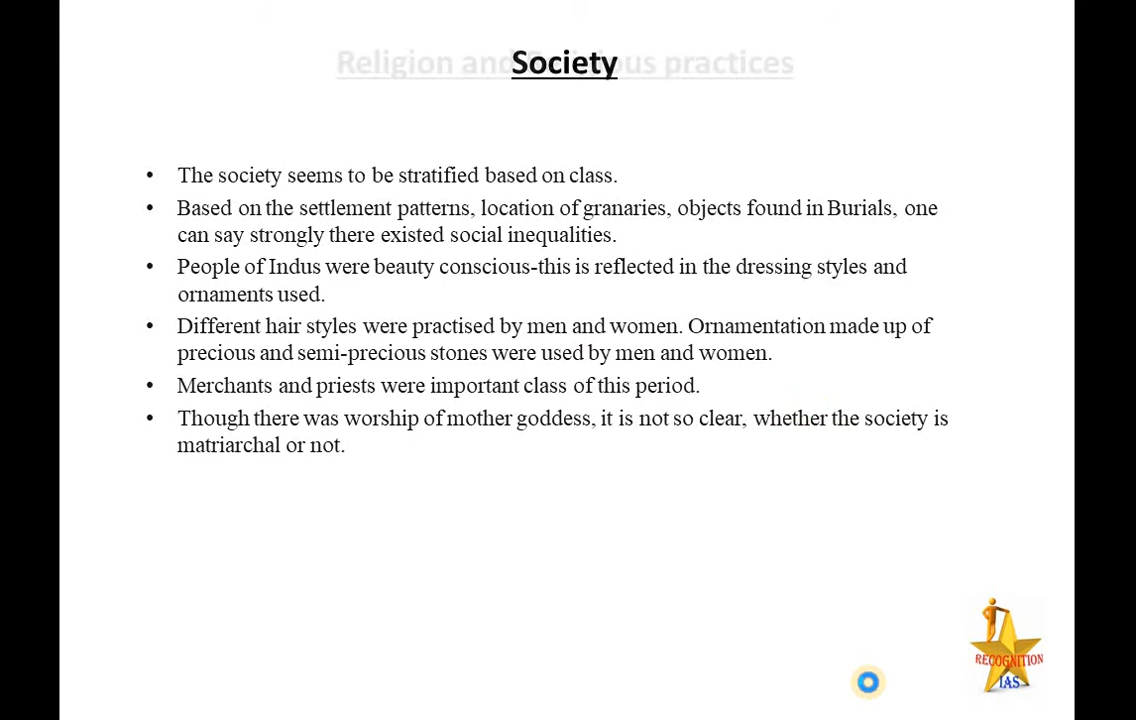 Religion and Religious practices
Society
• The society seems to be stratified based on class.
• Based on the settlement patterns, location of granaries, objects found in Burials, one
can say strongly there existed social inequalities.
• People of Indus were beauty conscious-this is reflected in the dressing styles and
ornaments used.
• Different hair styles were practised by men and women. Ornamentation made up of
precious and semi-precious stones were used by men and women.
• Merchants and priests were important class of this period.
• Though there was worship of mother goddess, it is not so clear, whether the society is
matriarchal or not.
RECOGNITION
IAS